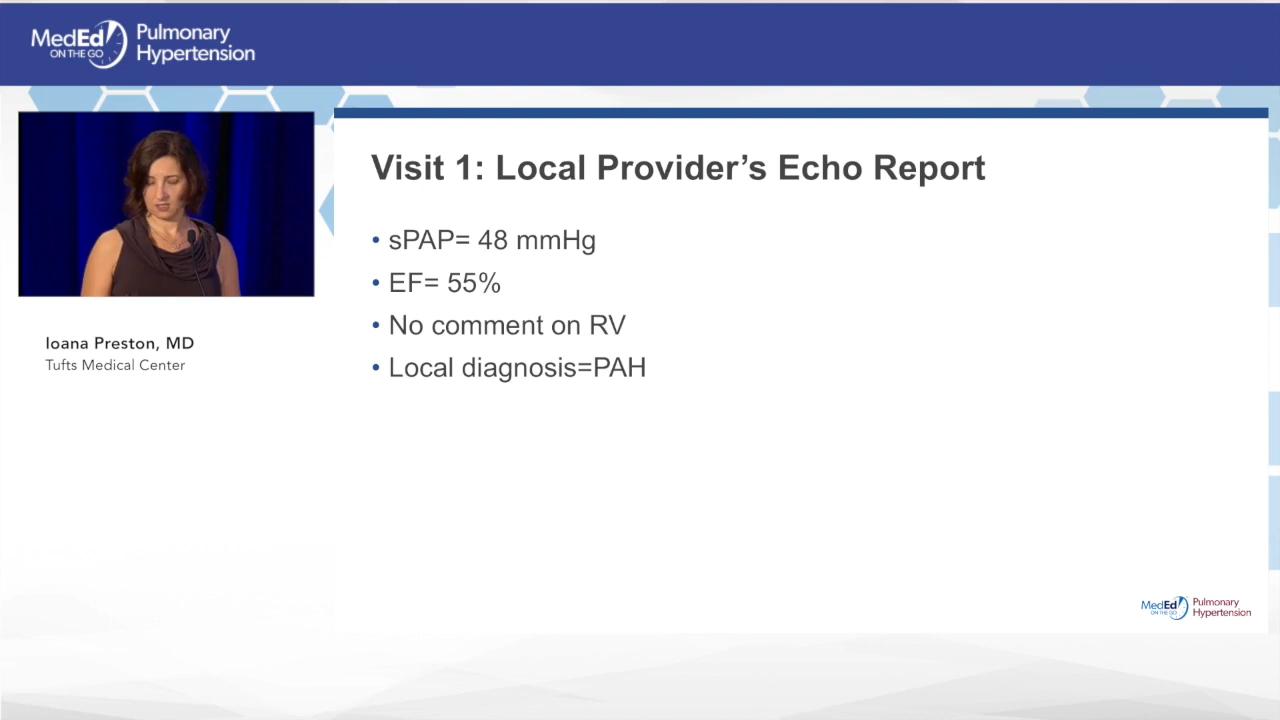 MedEd
ON THE GO
Pulmonary
Hypertension
Ioana Preston, MD
Tufts Medical Center
Visit 1: Local Provider’s Echo Report
• sPAP= 48 mmHg
• EF= 55%
• No comment on RV
• Local diagnosis=PAH
MedEd
ON THE GO
Pulmonary
Hypertension